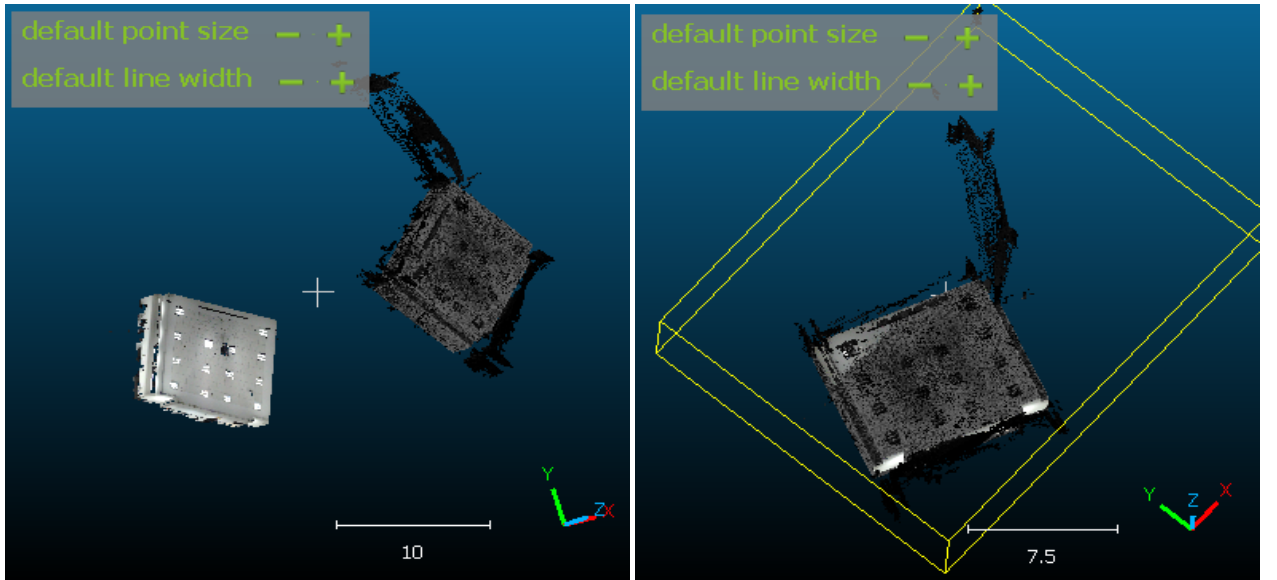 default point size
default line width
Y
Z X
10
default point size
default line width
Y Z X
7.5